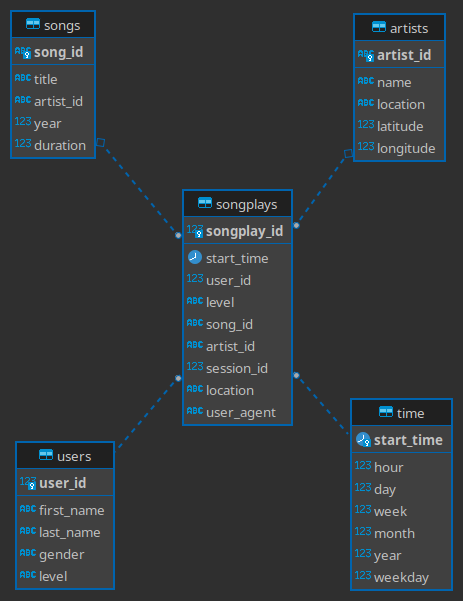 songs
song_id
ABC title
ABC artist_id
123 year
123 duration
artists
ABC artist_id
ABC name
ABC location
123 latitude
123 longitude
songplays
123 songplay_id
start_time
123 user_id
ABC level
ABC song_id
ABC artist_id
123 session_id
ABC location
ABC user_agent
users
123 user_id
ABC first_name
ABC last_name
ABC gender
ABC level
time
start_time
123 hour
123 day
123 week
123 month
123 year
123 weekday